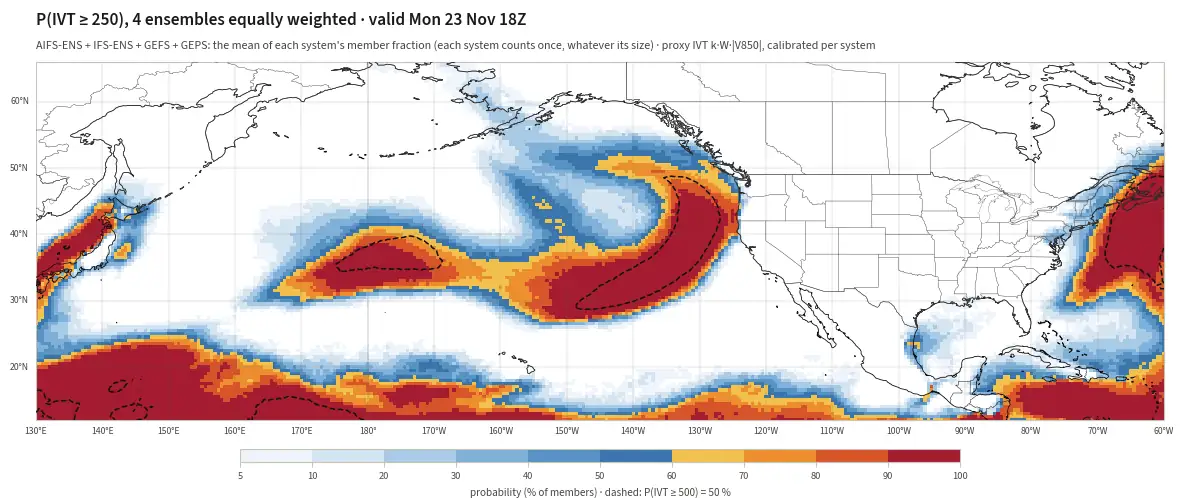 P(IVT ≥ 250), 4 ensembles equally weighted · valid Mon 23 Nov 18Z
AIFS-ENS + IFS-ENS + GEFS + GEPS: the mean of each system's member fraction (each system counts once, whatever its size) · proxy IVT k·W·|V850|, calibrated per system
60°N
50°N
40°N
30°N
20°N
130°E 140°E 150°E 160°E 170°E 180° 170°W 160°W 150°W 140°W 130°W 120°W 110°W 100°W 90°W 80°W 70°W 60°W
5 10 20 30 40 50 60 70 80 90 100
probability (% of members) · dashed: P(IVT ≥ 500) = 50 %